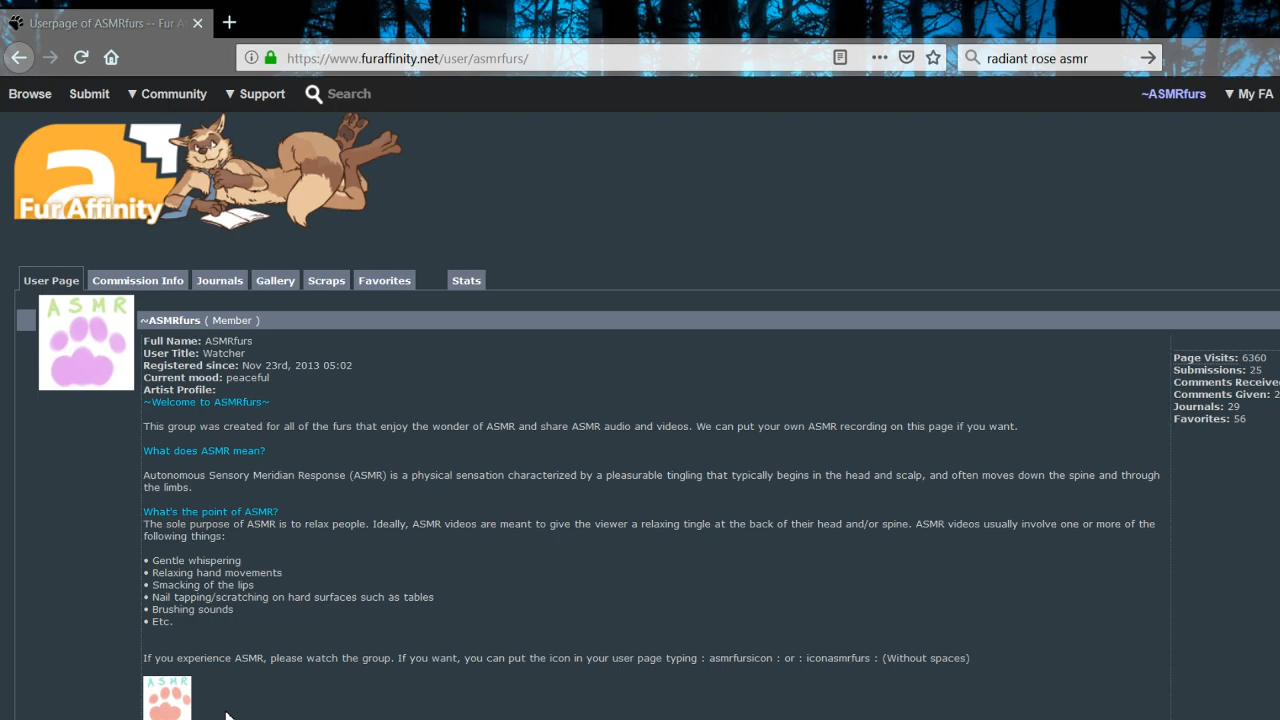 Userpage of ASMRfurs -- Fur A
https://www.furaffinity.net/user/asmrfurs/
radiant rose asmr
Browse Submit ▼ Community ▼ Support Search ~ASMRfurs ▼ My FA
a
Fur Affinity
User Page Commission Info Journals Gallery Scraps Favorites Stats
ASMR
~ASMRfurs ( Member )
Full Name: ASMRfurs
User Title: Watcher
Registered since: Nov 23rd, 2013 05:02
Current mood: peaceful
Artist Profile:
~Welcome to ASMRfurs~
This group was created for all of the furs that enjoy the wonder of ASMR and share ASMR audio and videos. We can put your own ASMR recording on this page if you want.
What does ASMR mean?
Autonomous Sensory Meridian Response (ASMR) is a physical sensation characterized by a pleasurable tingling that typically begins in the head and scalp, and often moves down the spine and through
the limbs.
What's the point of ASMR?
The sole purpose of ASMR is to relax people. Ideally, ASMR videos are meant to give the viewer a relaxing tingle at the back of their head and/or spine. ASMR videos usually involve one or more of the
following things:
• Gentle whispering
• Relaxing hand movements
• Smacking of the lips
• Nail tapping/scratching on hard surfaces such as tables
• Brushing sounds
• Etc.
If you experience ASMR, please watch the group. If you want, you can put the icon in your user page typing : asmrfursicon : or : iconasmrfurs : (Without spaces)
ASMR
Page Visits: 6360
Submissions: 25
Comments Receive
Comments Given: 2
Journals: 29
Favorites: 56